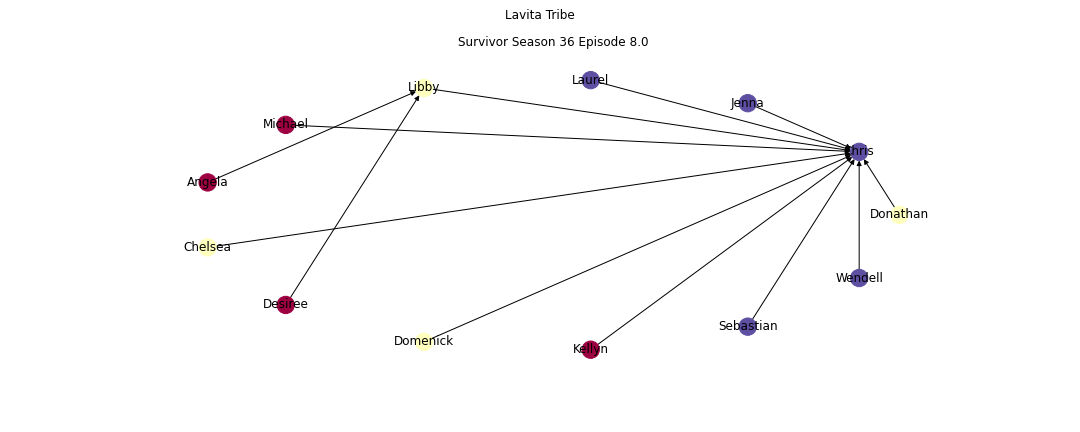 Lavita Tribe
Survivor Season 36 Episode 8.0
Laurel
Libby
Jenna
Michael
Chris
Angela
Donathan
Chelsea
Wendell
Desiree
Sebastian
Domenick
Kellyn